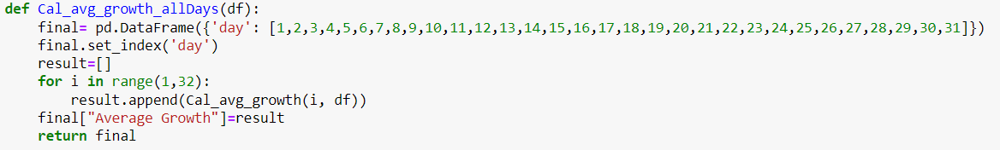 def Cal_avg_growth_allDays(df):
    final= pd.DataFrame({'day': [1,2,3,4,5,6,7,8,9,10,11,12,13,14,15,16,17,18,19,20,21,22,23,24,25,26,27,28,29,30,31]})
    final.set_index('day')
    result=[]
    for i in range(1,32):
        result.append(Cal_avg_growth(i, df))
    final["Average Growth"]=result
    return final